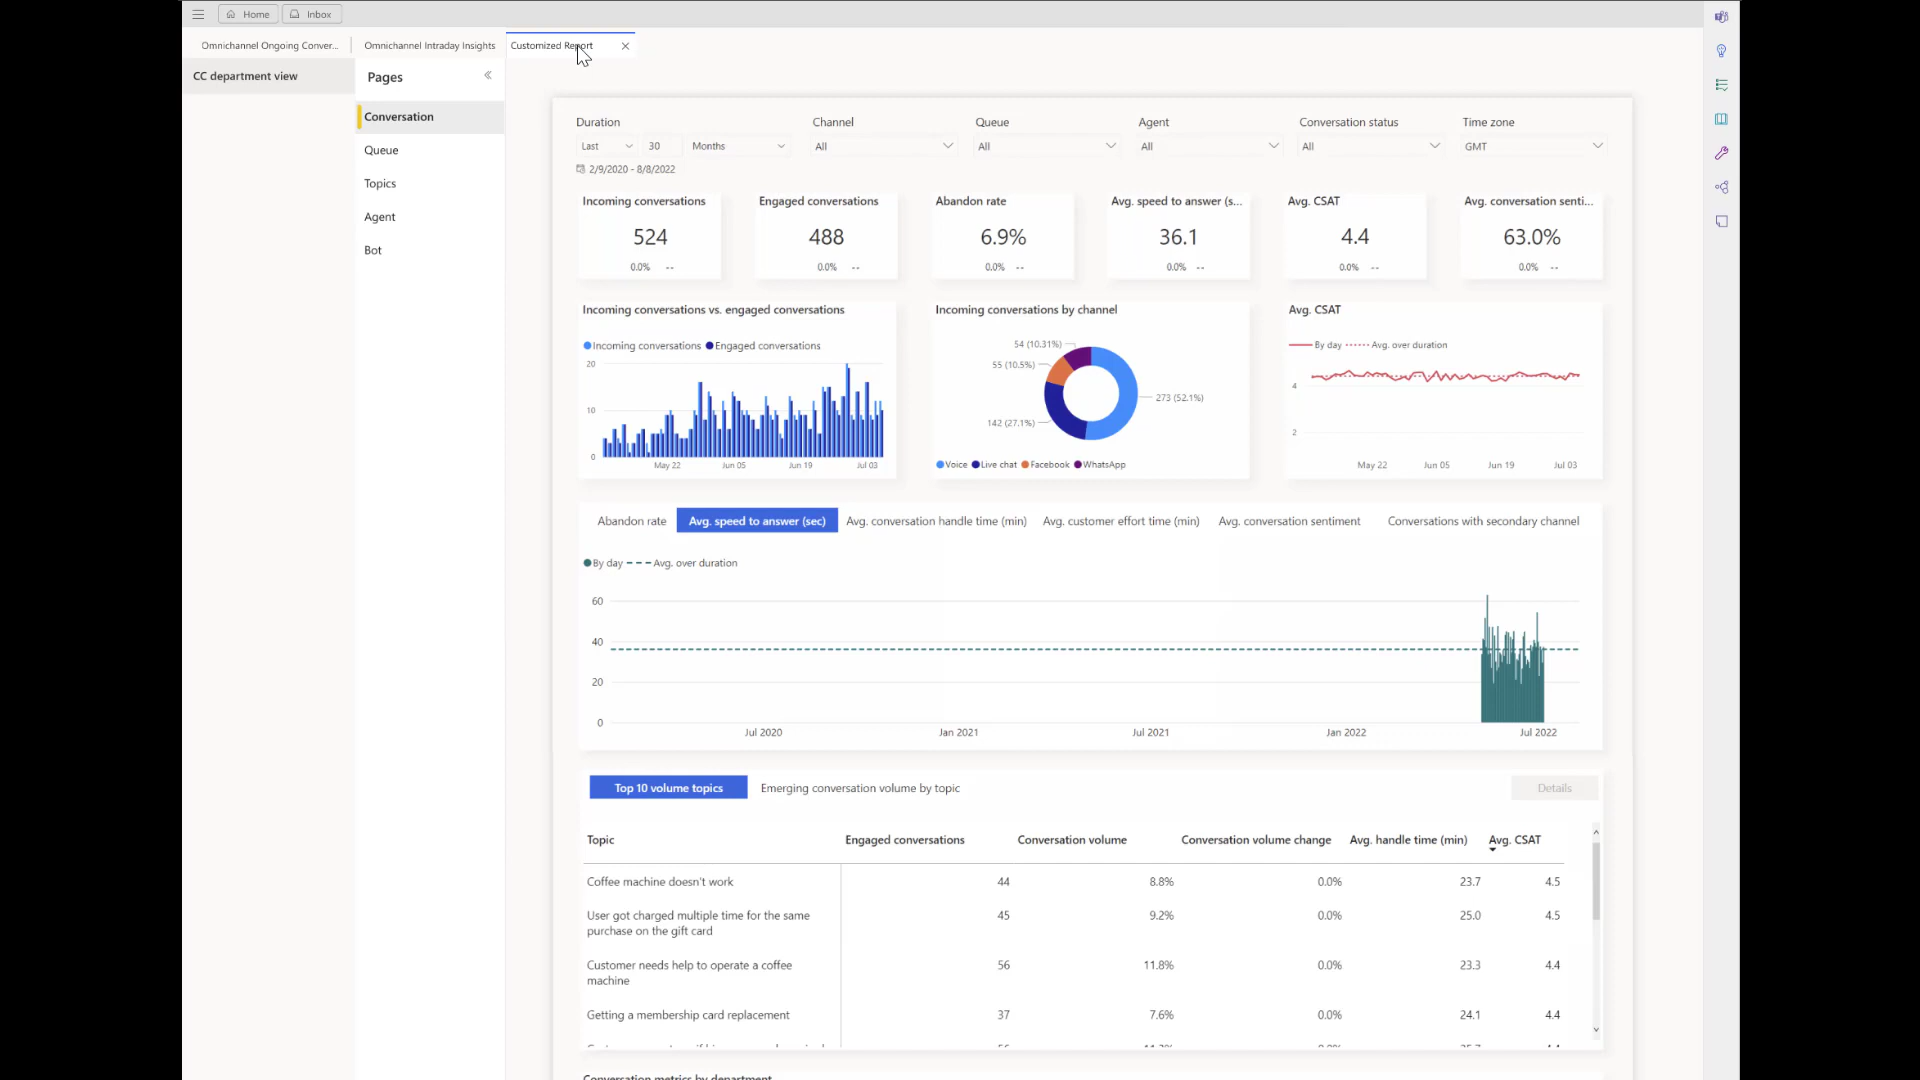 Home
Inbox
Omnichannel Ongoing Conver...
Omnichannel Intraday Insights
Customized Report
CC department view
Pages
Conversation
Queue
Topics
Agent
Bot
Duration
Channel
Queue
Agent
Conversation status
Time zone
Last
30
Months
All
All
All
All
GMT
2/9/2020 - 8/8/2022
Incoming conversations
524
0.0% --
Engaged conversations
488
0.0% --
Abandon rate
6.9%
0.0% --
Avg. speed to answer (s...
36.1
0.0% --
Avg. CSAT
4.4
0.0% --
Avg. conversation senti...
63.0%
0.0% --
Incoming conversations vs. engaged conversations
Incoming conversations Engaged conversations
20
10
0
May 22 Jun 05 Jun 19 Jul 03
Incoming conversations by channel
54 (10.31%)
55 (10.5%)
273 (52.1%)
142 (27.1%)
Voice Live chat Facebook WhatsApp
Avg. CSAT
By day Avg. over duration
4
2
May 22 Jun 05 Jun 19 Jul 03
Abandon rate
Avg. speed to answer (sec)
Avg. conversation handle time (min)
Avg. customer effort time (min)
Avg. conversation sentiment
Conversations with secondary channel
By day Avg. over duration
60
40
20
0
Jul 2020 Jan 2021 Jul 2021 Jan 2022 Jul 2022
Top 10 volume topics
Emerging conversation volume by topic
Details
Topic Engaged conversations Conversation volume Conversation volume change Avg. handle time (min) Avg. CSAT
Coffee machine doesn't work 44 8.8% 0.0% 23.7 4.5
User got charged multiple time for the same 45 9.2% 0.0% 25.0 4.5
purchase on the gift card
Customer needs help to operate a coffee 56 11.8% 0.0% 23.3 4.4
machine
Getting a membership card replacement 37 7.6% 0.0% 24.1 4.4
Conversation metrics by department